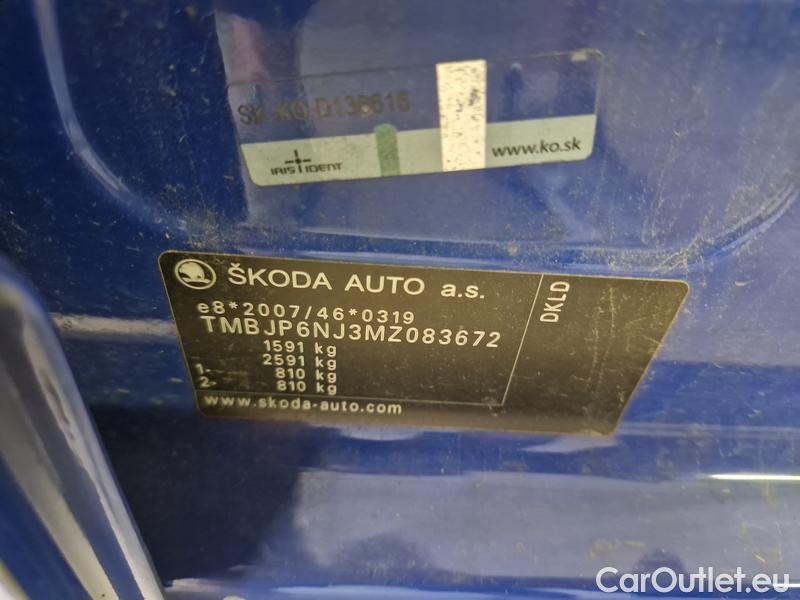 SK-KO D136616
IRIS IDENT
www.ko.sk
ŠKODA AUTO a.s.
e8*2007/46*0319
TMBJP6NJ3MZ083672
1591 kg
2591 kg
1- 810 kg
2- 810 kg
www.skoda-auto.com
DKLD
CarOutlet.eu